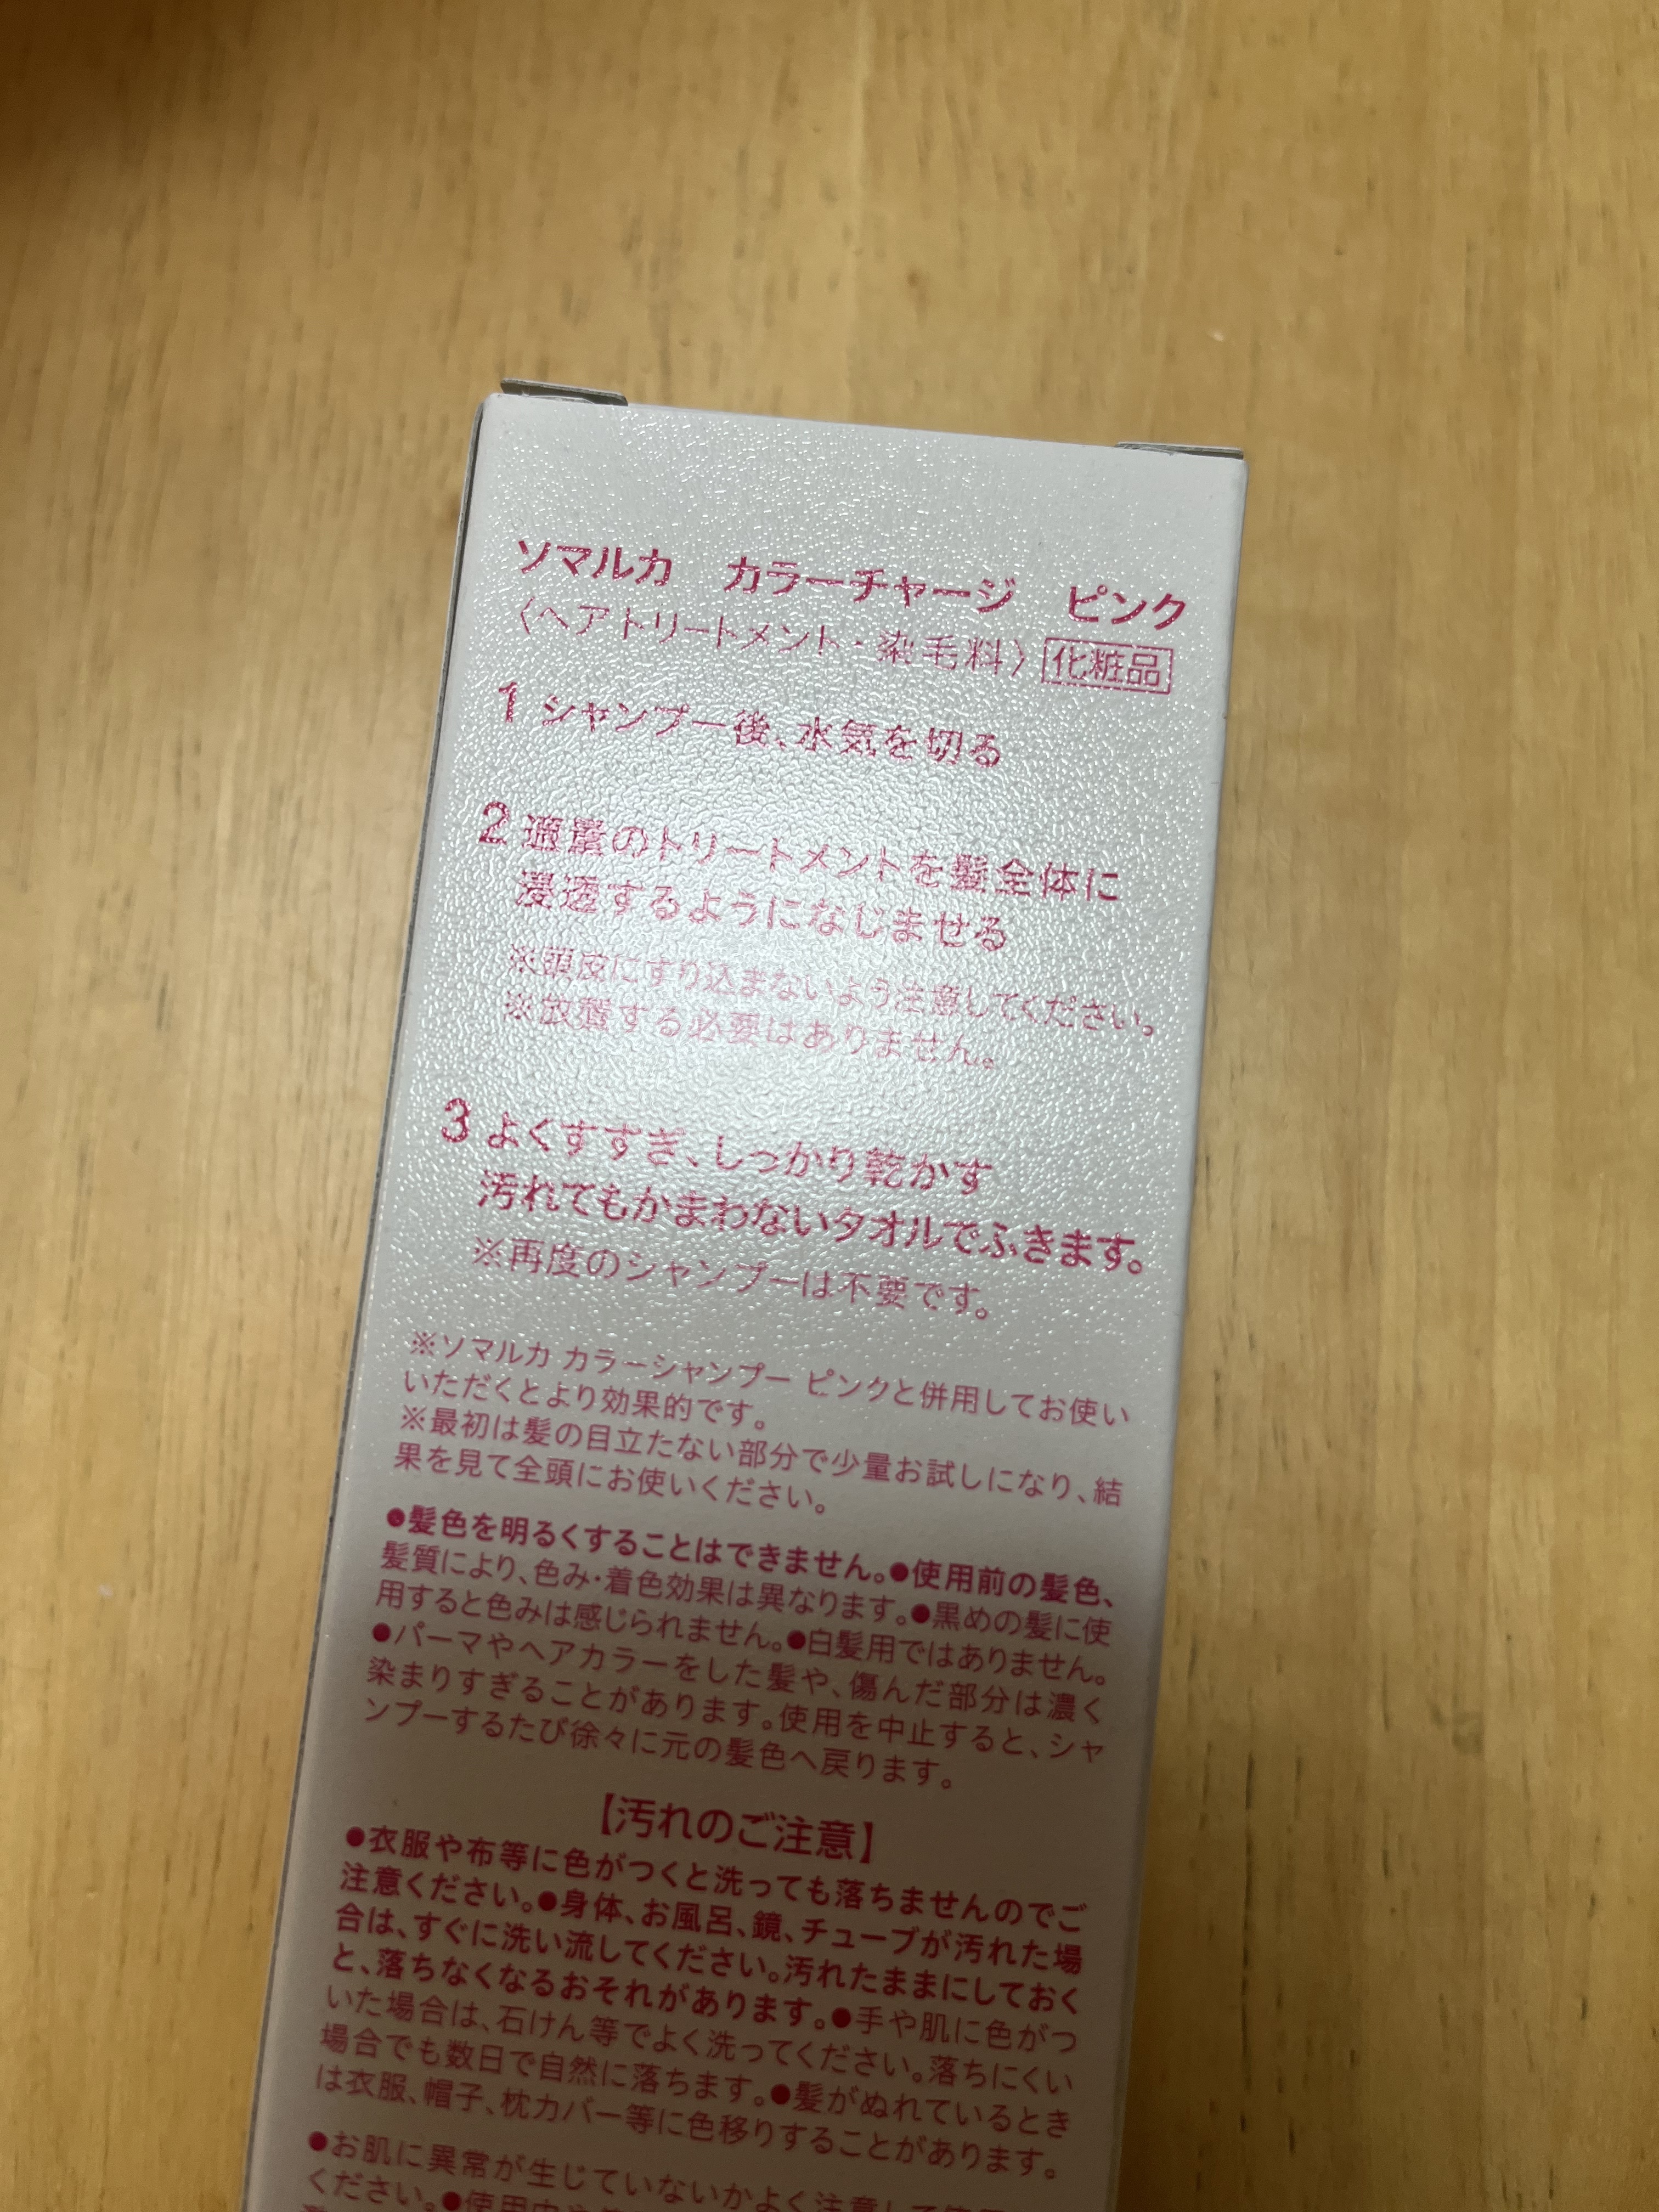 ソマルカ　カラーチャージ　ピンク
〈ヘアトリートメント・染毛料〉 化粧品
1 シャンプー後、水気を切る
2 適量のトリートメントを髪全体に
浸透するようになじませる
※頭皮にすり込まないよう注意してください。
※放置する必要はありません。
3 よくすすぎ、しっかり乾かす
汚れてもかまわないタオルでふきます。
※再度のシャンプーは不要です。
※ソマルカ カラーシャンプー ピンクと併用してお使い
いただくとより効果的です。
※最初は髪の目立たない部分で少量お試しになり、結
果を見て全頭にお使いください。
●髪色を明るくすることはできません。●使用前の髪色、
髪質により、色み・着色効果は異なります。●黒めの髪に使
用すると色みは感じられません。●白髪用ではありません。
●パーマやヘアカラーをした髪や、傷んだ部分は濃く
染まりすぎることがあります。使用を中止すると、シャ
ンプーするたび徐々に元の髪色へ戻ります。
【汚れのご注意】
●衣服や布等に色がつくと洗っても落ちませんのでご
注意ください。●身体、お風呂、鏡、チューブが汚れた場
合は、すぐに洗い流してください。汚れたままにしておく
と、落ちなくなるおそれがあります。●手や肌に色がつ
いた場合は、石けん等でよく洗ってください。落ちにくい
場合でも数日で自然に落ちます。●髪がぬれているとき
は衣服、帽子、枕カバー等に色移りすることがあります。
●お肌に異常が生じていないかよく注意して使用
ください。●使用中や